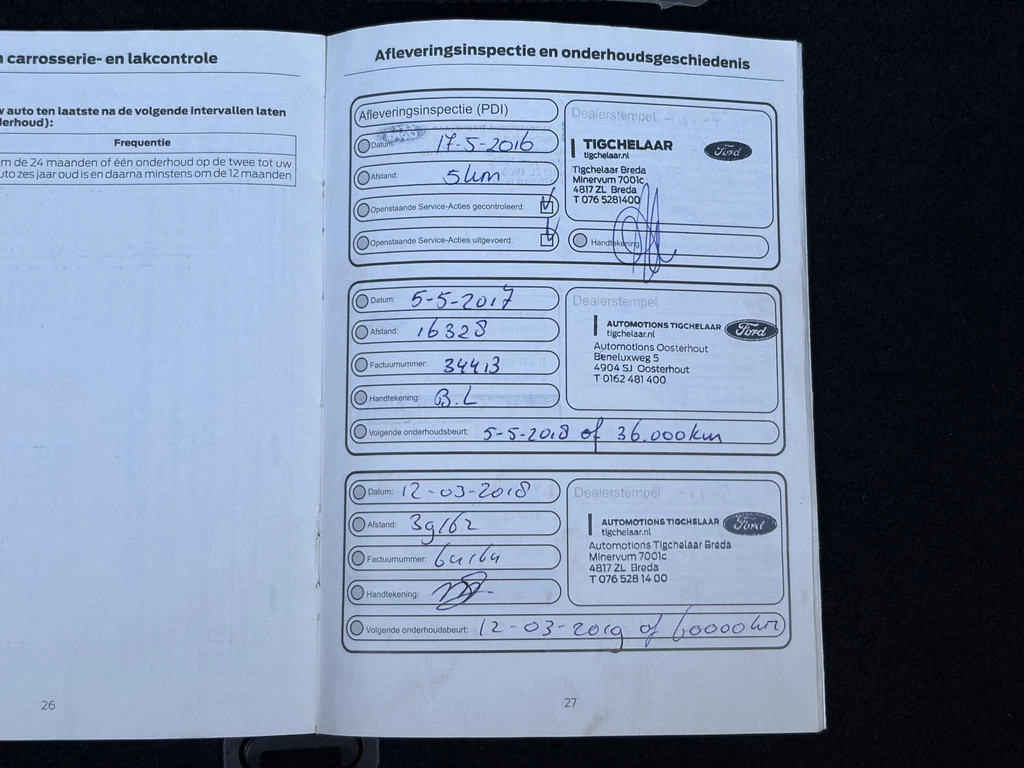 carrosserie- en lakcontrole
auto ten laatste na de volgende intervallen laten
erhoud):
Frequentie
m de 24 maanden of één onderhoud op de twee tot uw
uto zes jaar oud is en daarna minstens om de 12 maanden
26
Afleveringsinspectie en onderhoudsgeschiedenis
Afleveringsinspectie (PDI)
Datum: 17-5-2016
Afstand: 5 km
Openstaande Service-Acties gecontroleerd:
Openstaande Service-Acties uitgevoerd:
Dealerstempel
TIGCHELAAR Ford
tigchelaar.nl
Tigchelaar Breda
Minervum 7001c
4817 ZL Breda
T 076 5281400
Handtekening:
Datum: 5-5-2017
Afstand: 16328
Factuurnummer: 34413
Handtekening: B.L
Volgende onderhoudsbeurt: 5-5-2018 of 36.000km
Dealerstempel
AUTOMOTIONS TIGCHELAAR Ford
tigchelaar.nl
Automotions Oosterhout
Beneluxweg 5
4904 SJ Oosterhout
T 0162 481 400
Datum: 12-03-2018
Afstand: 39162
Factuurnummer:
Handtekening:
Volgende onderhoudsbeurt: 12-03-2019 of 60000km
Dealerstempel
AUTOMOTIONS TIGCHELAAR Ford
tigchelaar.nl
Automotions Tigchelaar Breda
Minervum 7001c
4817 ZL Breda
T 076 528 14 00
27